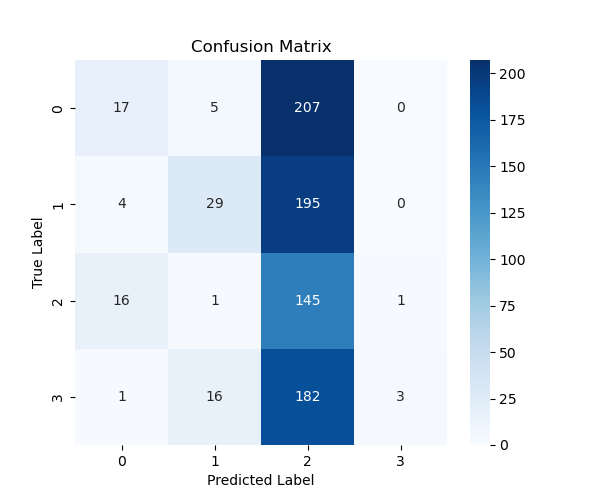 Confusion Matrix
0 17 5 207 0
1 4 29 195 0
2 16 1 145 1
3 1 16 182 3
0 1 2 3
Predicted Label
True Label
200
175
150
125
100
75
50
25
0